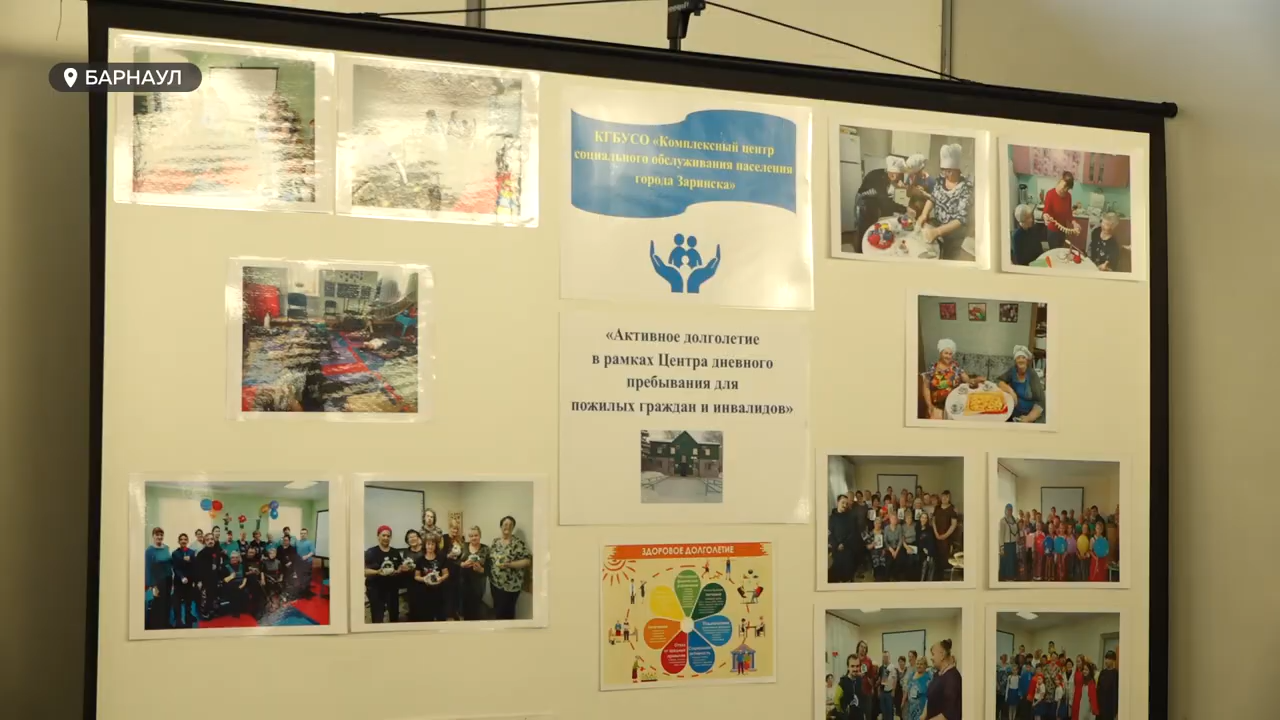 БАРНАУЛ
КГБУСО «Комплексный центр
социального обслуживания населения
города Заринска»
«Активное долголетие
в рамках Центра дневного
пребывания для
пожилых граждан и инвалидов»
ЗДОРОВОЕ ДОЛГОЛЕТИЕ